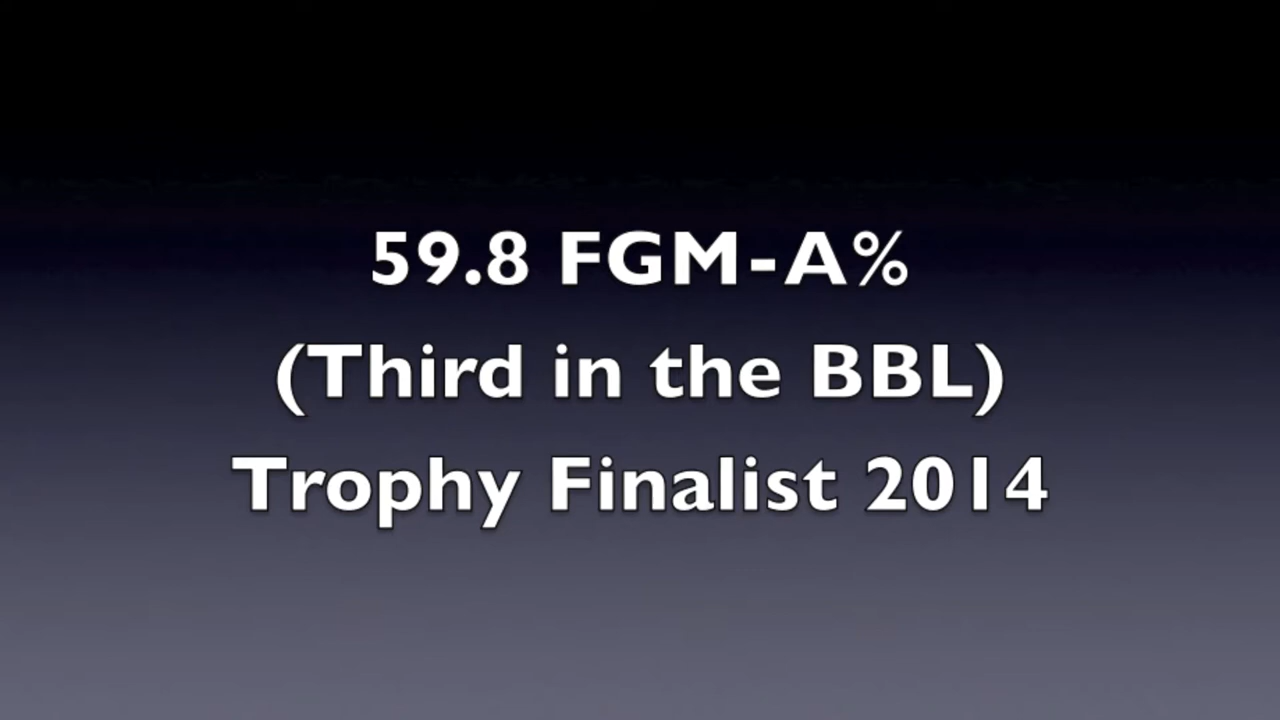 59.8 FGM-A%
(Third in the BBL)
Trophy Finalist 2014